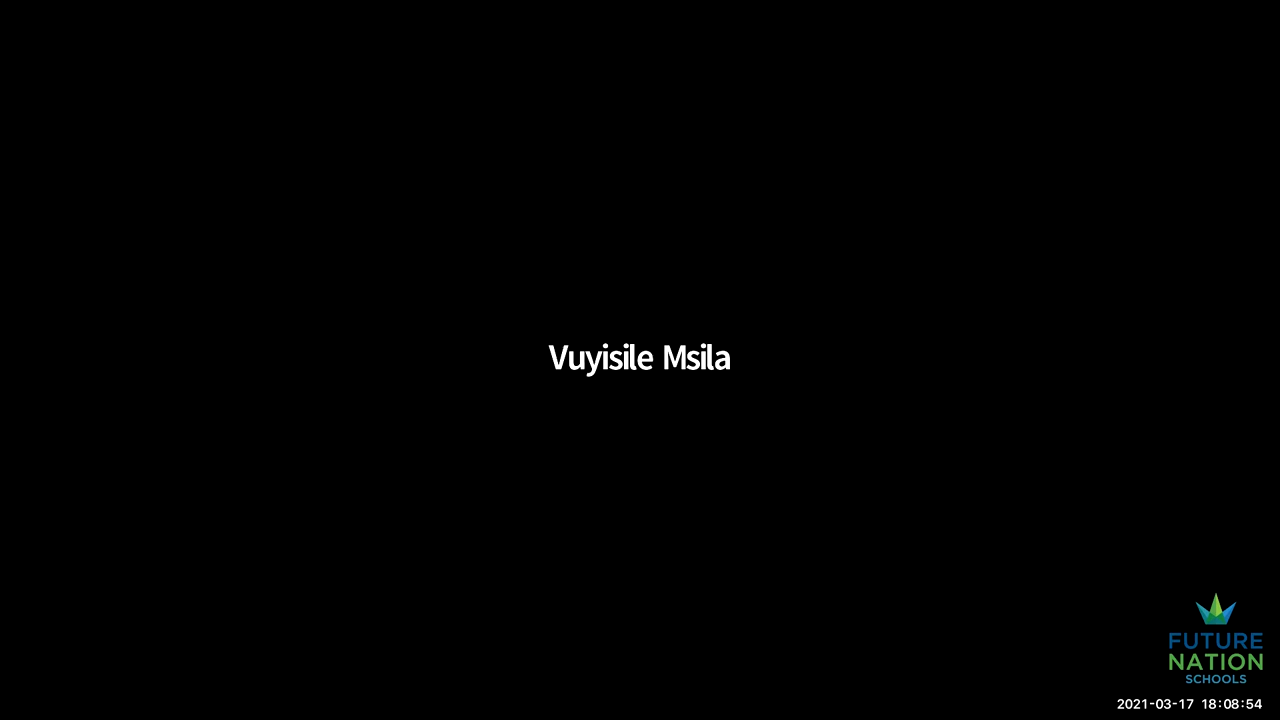 Vuyisile Msila
FUTURE
NATION
SCHOOLS
2021-03-17 18:08:54